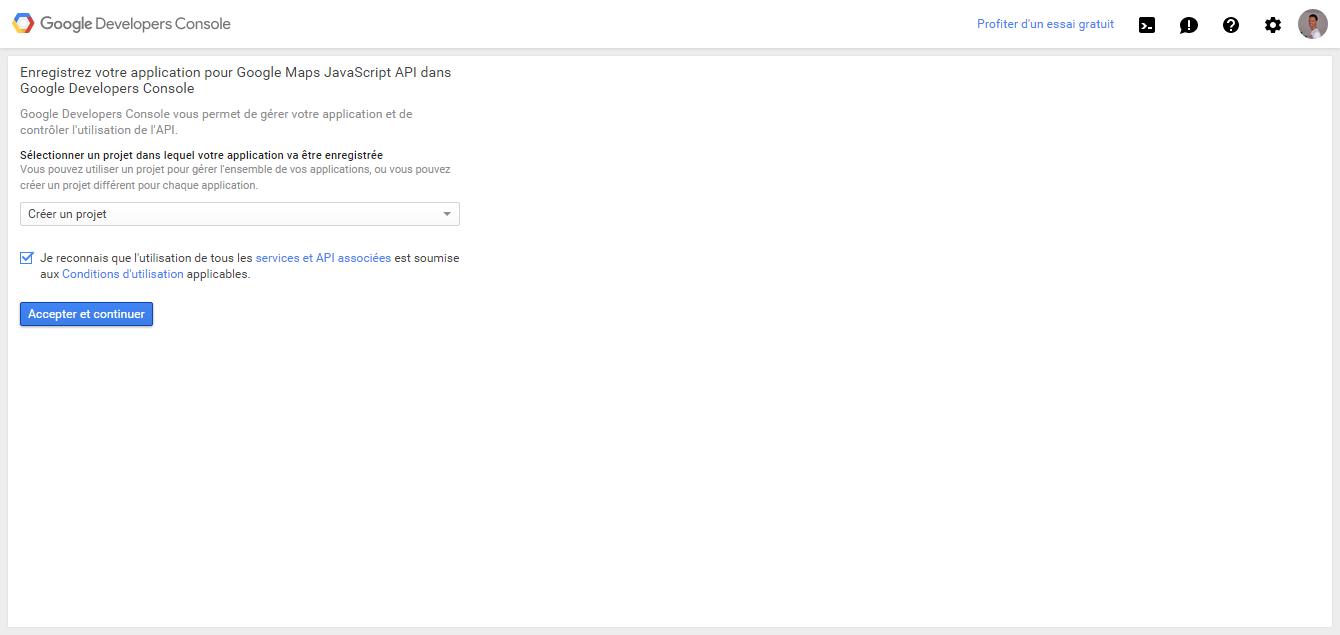 Google Developers Console
Profiter d'un essai gratuit
Enregistrez votre application pour Google Maps JavaScript API dans
Google Developers Console
Google Developers Console vous permet de gérer votre application et de
contrôler l'utilisation de l'API.
Sélectionner un projet dans lequel votre application va être enregistrée
Vous pouvez utiliser un projet pour gérer l'ensemble de vos applications, ou vous pouvez
créer un projet différent pour chaque application.
Créer un projet
Je reconnais que l'utilisation de tous les services et API associées est soumise
aux Conditions d'utilisation applicables.
Accepter et continuer